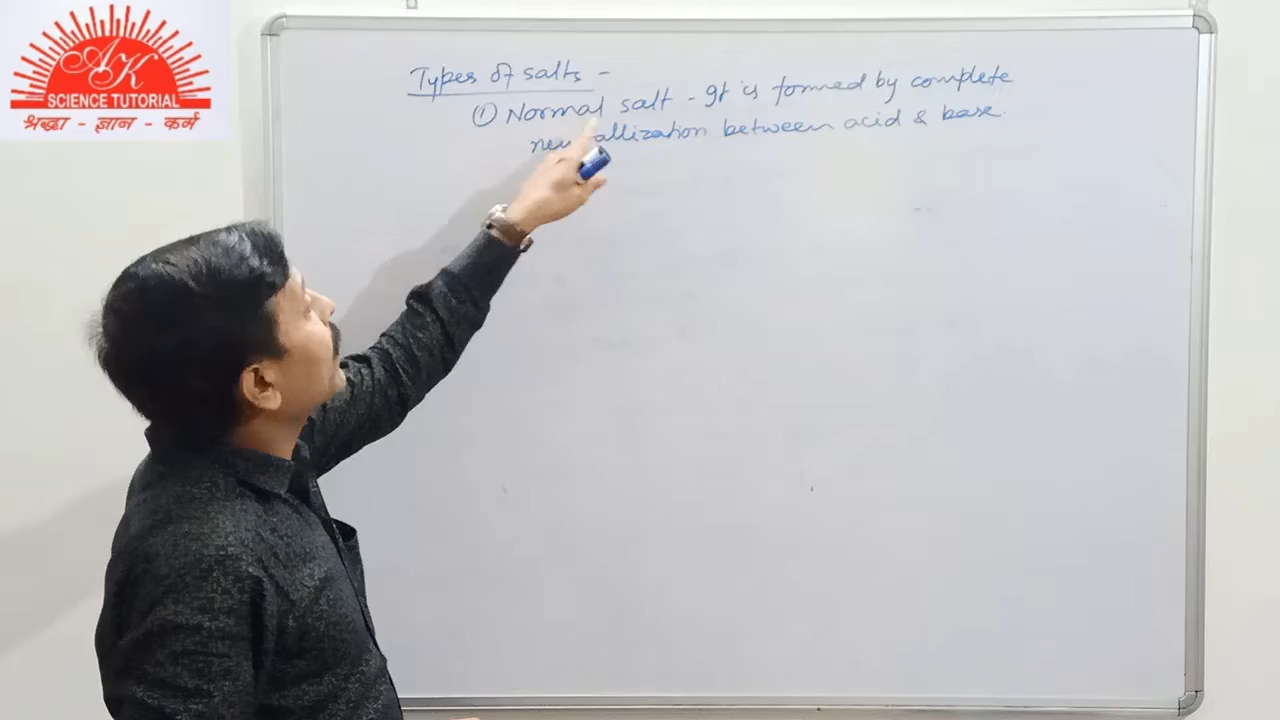 AK
SCIENCE TUTORIAL
श्रद्धा - ज्ञान - कर्म
Types of salts -
① Normal salt - It is formed by complete
allization between acid & base.